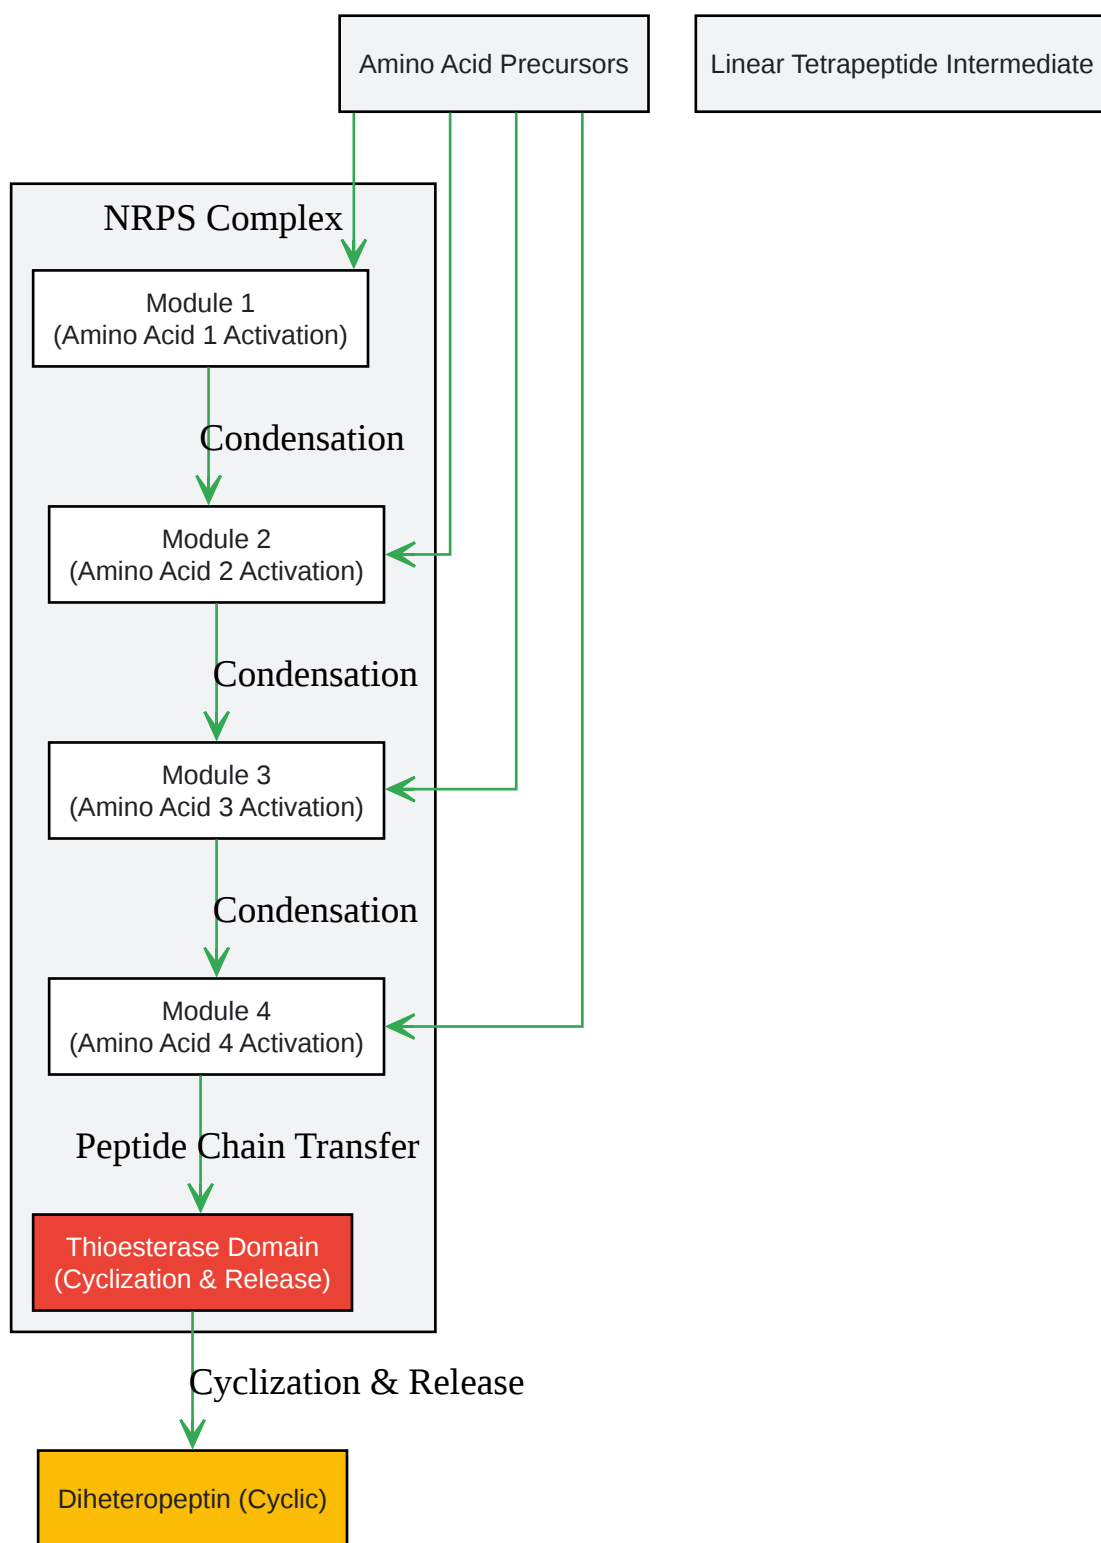 Amino Acid Precursors
Linear Tetrapeptide Intermediate
NRPS Complex
Module 1
(Amino Acid 1 Activation)
Condensation
Module 2
(Amino Acid 2 Activation)
Condensation
Module 3
(Amino Acid 3 Activation)
Condensation
Module 4
(Amino Acid 4 Activation)
Peptide Chain Transfer
Thioesterase Domain
(Cyclization & Release)
Cyclization & Release
Diheteropeptin (Cyclic)